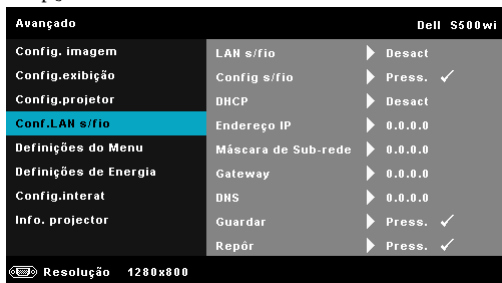 Avançado Dell S500wi
Config. imagem
Config.exibição
Config.projetor
Conf.LAN s/fio
Definições do Menu
Definições de Energia
Config.interat
Info. projector
LAN s/fio Desact
Config s/fio Press. ✓
DHCP Desact
Endereço IP 0.0.0.0
Máscara de Sub-rede 0.0.0.0
Gateway 0.0.0.0
DNS 0.0.0.0
Guardar Press. ✓
Repôr Press. ✓
Resolução 1280x800